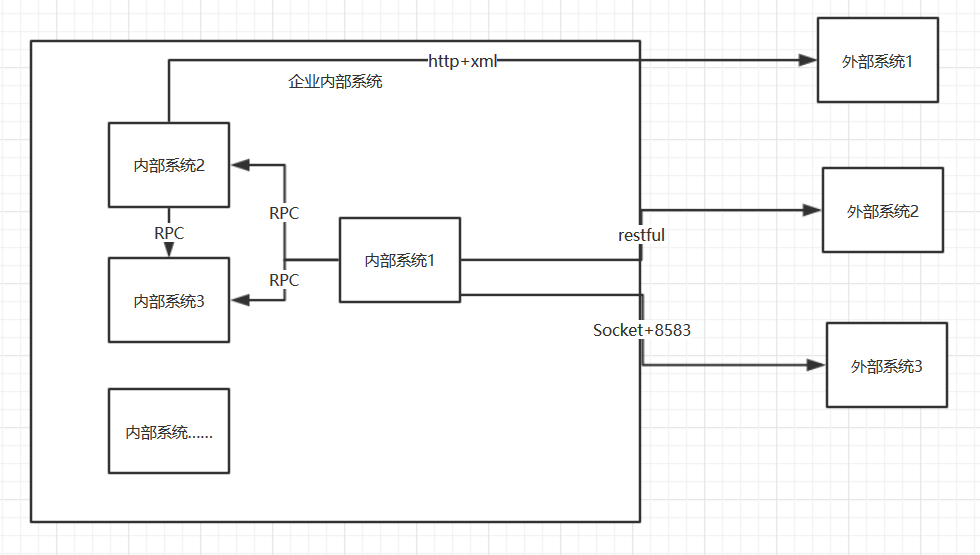 http+xml
外部系统1
企业内部系统
内部系统2
外部系统2
RPC
RPC
restful
内部系统1
RPC
内部系统3
Socket+8583
外部系统3
内部系统......